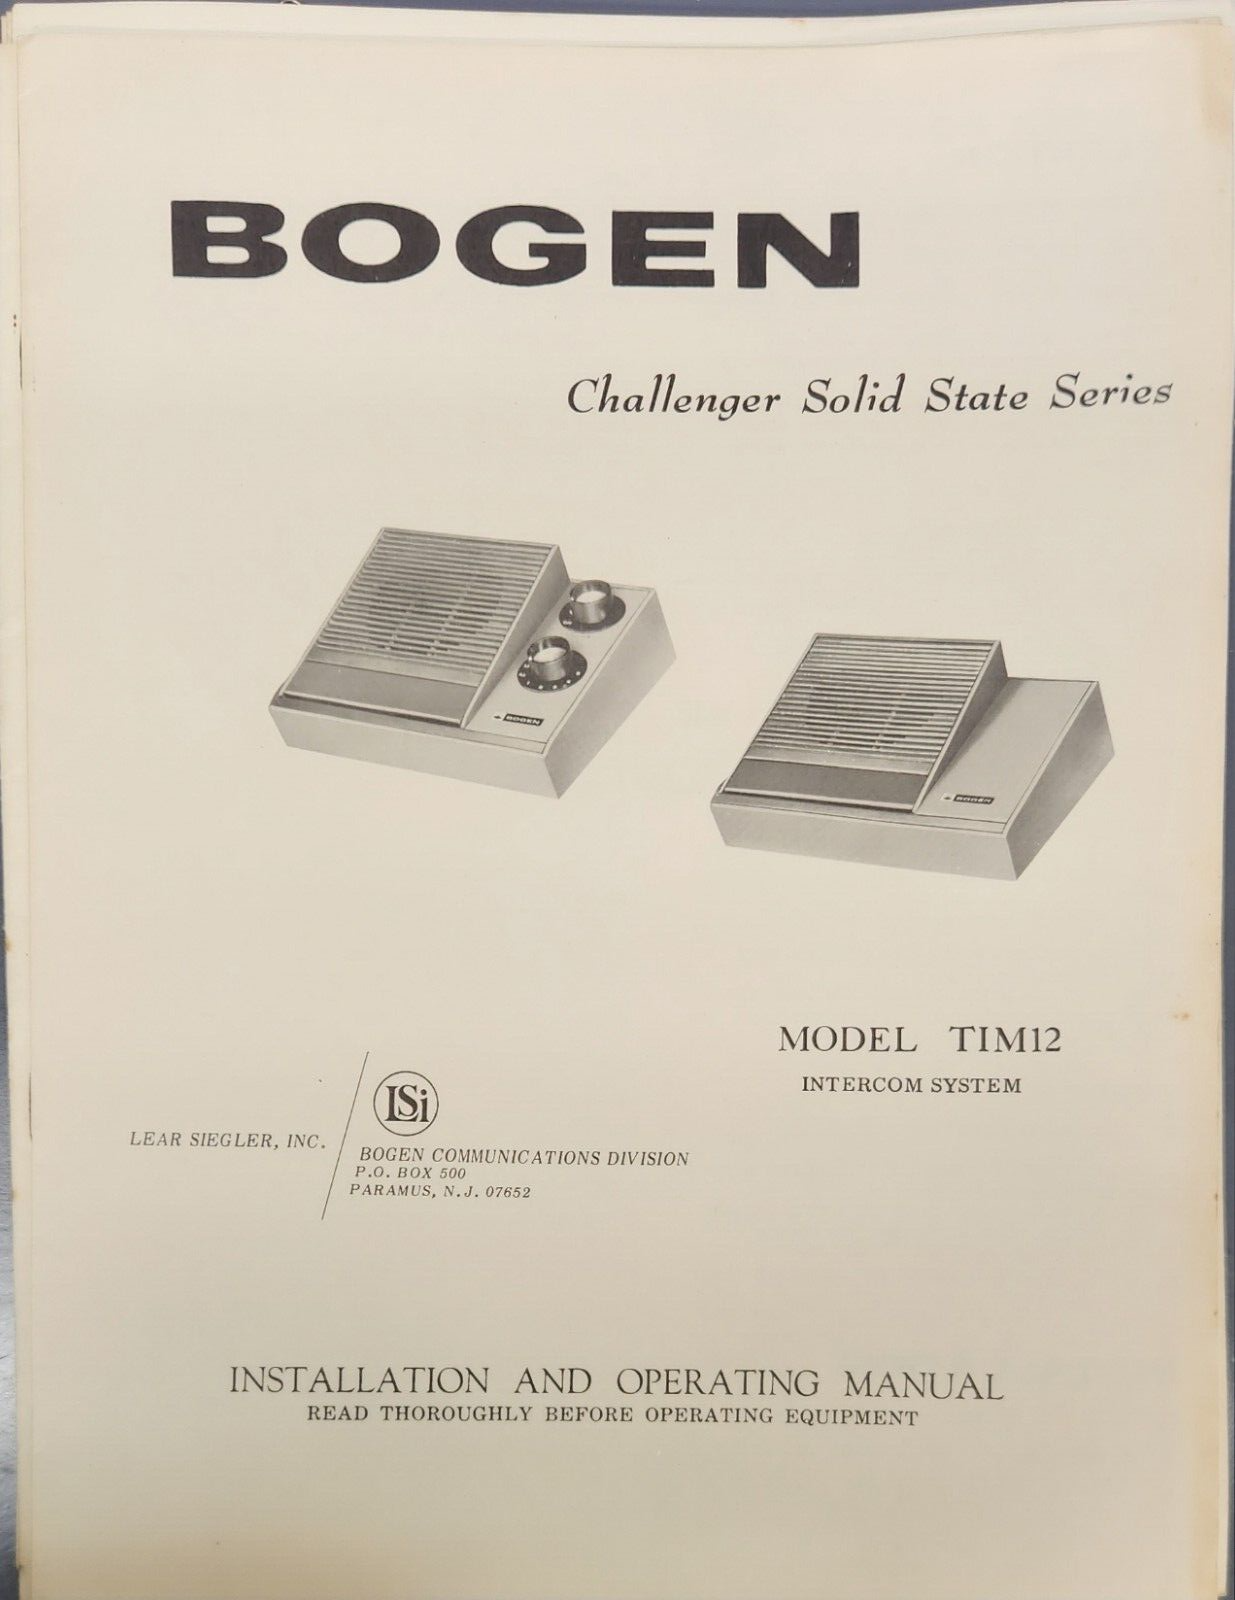 BOGEN
Challenger Solid State Series
BOGEN
BOGEN
MODEL TIM12
INTERCOM SYSTEM
LSi
LEAR SIEGLER, INC.
BOGEN COMMUNICATIONS DIVISION
P.O. BOX 500
PARAMUS, N.J. 07652
INSTALLATION AND OPERATING MANUAL
READ THOROUGHLY BEFORE OPERATING EQUIPMENT